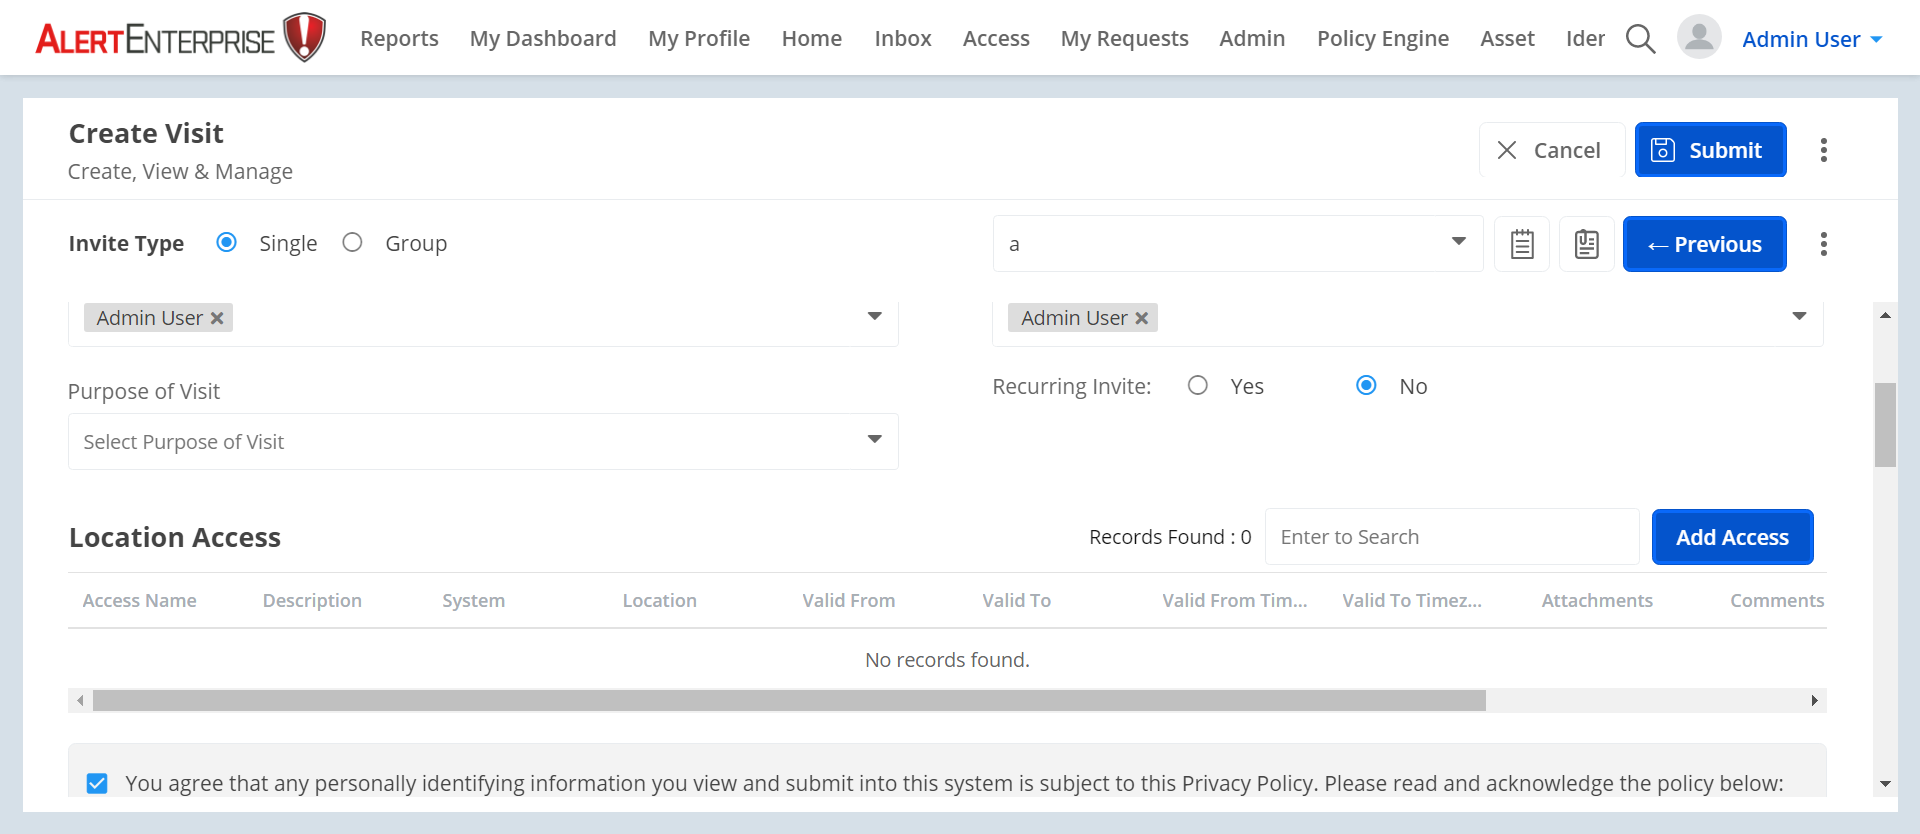 ALERTENTERPRISE Reports My Dashboard My Profile Home Inbox Access My Requests Admin Policy Engine Asset Ider Admin User
Create Visit
Create, View & Manage
Cancel Submit
Invite Type Single Group a ← Previous
Admin User Admin User
Purpose of Visit
Recurring Invite: Yes No
Select Purpose of Visit
Location Access Records Found : 0 Enter to Search Add Access
Access Name Description System Location Valid From Valid To Valid From Tim... Valid To Timez... Attachments Comments
No records found.
You agree that any personally identifying information you view and submit into this system is subject to this Privacy Policy. Please read and acknowledge the policy below: